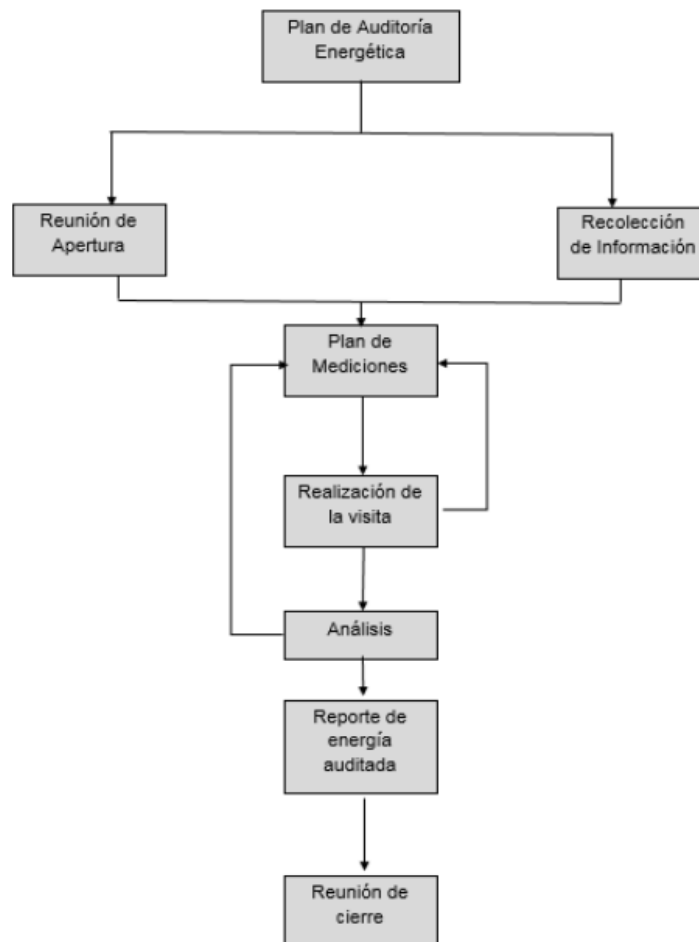 Plan de Auditoría
Energética
Reunión de
Apertura
Recolección
de Información
Plan de
Mediciones
Realización de
la visita
Análisis
Reporte de
energía
auditada
Reunión de
cierre